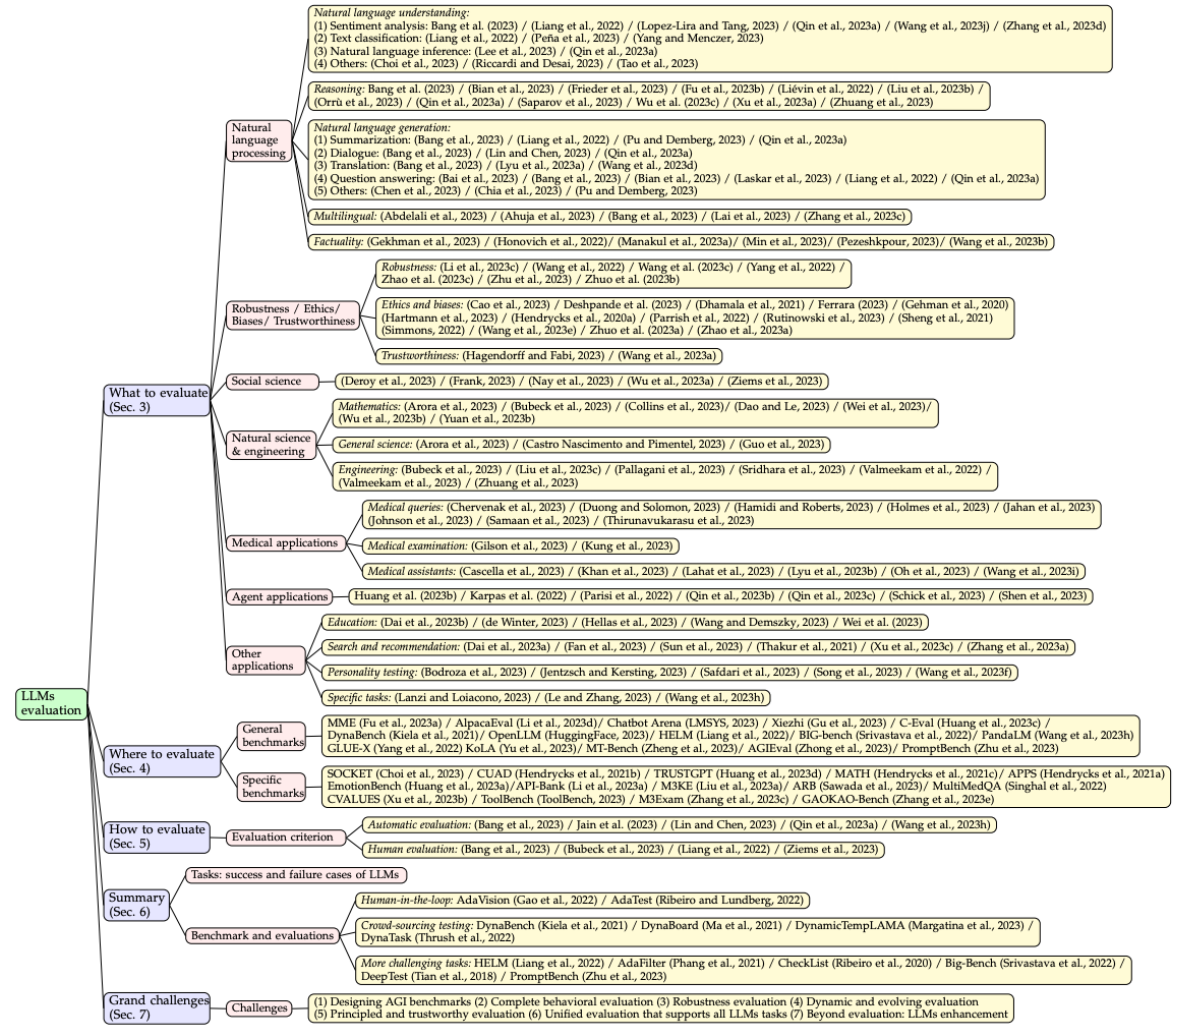 Natural language understanding:
(1) Sentiment analysis: Bang et al. (2023) / (Liang et al., 2022) / (Lopez-Lira and Tang, 2023) / (Qin et al., 2023a) / (Wang et al., 2023j) / (Zhang et al., 2023d)
(2) Text classification: (Liang et al., 2022) / (Peña et al., 2023) / (Yang and Menczer, 2023)
(3) Natural language inference: (Lee et al., 2023) / (Qin et al., 2023a)
(4) Others: (Choi et al., 2023) / (Riccardi and Desai, 2023) / (Tao et al., 2023)
Reasoning: Bang et al. (2023) / (Bian et al., 2023) / (Frieder et al., 2023) / (Fu et al., 2023b) / (Liévin et al., 2022) / (Liu et al., 2023b) /
(Orrù et al., 2023) / (Qin et al., 2023a) / (Saparov et al., 2023) / Wu et al. (2023c) / (Xu et al., 2023a) / (Zhuang et al., 2023)
Natural
language
processing
Natural language generation:
(1) Summarization: (Bang et al., 2023) / (Liang et al., 2022) / (Pu and Demberg, 2023) / (Qin et al., 2023a)
(2) Dialogue: (Bang et al., 2023) / (Lin and Chen, 2023) / (Qin et al., 2023a)
(3) Translation: (Bang et al., 2023) / (Lyu et al., 2023a) / (Wang et al., 2023d)
(4) Question answering: (Bai et al., 2023) / (Bang et al., 2023) / (Bian et al., 2023) / (Laskar et al., 2023) / (Liang et al., 2022) / (Qin et al., 2023a)
(5) Others: (Chen et al., 2023) / (Chia et al., 2023) / (Pu and Demberg, 2023)
Multilingual: (Abdelali et al., 2023) / (Ahuja et al., 2023) / (Bang et al., 2023) / (Lai et al., 2023) / (Zhang et al., 2023c)
Factuality: (Gekhman et al., 2023) / (Honovich et al., 2022)/ (Manakul et al., 2023a)/ (Min et al., 2023)/ (Pezeshkpour, 2023)/ (Wang et al., 2023b)
Robustness / Ethics/
Biases/ Trustworthiness
Robustness: (Li et al., 2023c) / (Wang et al., 2022) / Wang et al. (2023c) / (Yang et al., 2022) /
Zhao et al. (2023c) / (Zhu et al., 2023) / Zhuo et al. (2023b)
Ethics and biases: (Cao et al., 2023) / Deshpande et al. (2023) / (Dhamala et al., 2021) / Ferrara (2023) / (Gehman et al., 2020)
(Hartmann et al., 2023) / (Hendrycks et al., 2020a) / (Parrish et al., 2022) / (Rutinowski et al., 2023) / (Sheng et al., 2021)
(Simmons, 2022) / (Wang et al., 2023e) / Zhuo et al. (2023a) / (Zhao et al., 2023a)
Trustworthiness: (Hagendorff and Fabi, 2023) / (Wang et al., 2023a)
What to evaluate
(Sec. 3)
Social science
(Deroy et al., 2023) / (Frank, 2023) / (Nay et al., 2023) / (Wu et al., 2023a) / (Ziems et al., 2023)
Natural science
& engineering
Mathematics: (Arora et al., 2023) / (Bubeck et al., 2023) / (Collins et al., 2023)/ (Dao and Le, 2023) / (Wei et al., 2023)/
(Wu et al., 2023b) / (Yuan et al., 2023b)
General science: (Arora et al., 2023) / (Castro Nascimento and Pimentel, 2023) / (Guo et al., 2023)
Engineering: (Bubeck et al., 2023) / (Liu et al., 2023c) / (Pallagani et al., 2023) / (Sridhara et al., 2023) / (Valmeekam et al., 2022) /
(Valmeekam et al., 2023) / (Zhuang et al., 2023)
Medical applications
Medical queries: (Chervenak et al., 2023) / (Duong and Solomon, 2023) / (Hamidi and Roberts, 2023) / (Holmes et al., 2023) / (Jahan et al., 2023)
(Johnson et al., 2023) / (Samaan et al., 2023) / (Thirunavukarasu et al., 2023)
Medical examination: (Gilson et al., 2023) / (Kung et al., 2023)
Medical assistants: (Cascella et al., 2023) / (Khan et al., 2023) / (Lahat et al., 2023) / (Lyu et al., 2023b) / (Oh et al., 2023) / (Wang et al., 2023i)
Agent applications
Huang et al. (2023b) / Karpas et al. (2022) / (Parisi et al., 2022) / (Qin et al., 2023b) / (Qin et al., 2023c) / (Schick et al., 2023) / (Shen et al., 2023)
Other
applications
Education: (Dai et al., 2023b) / (de Winter, 2023) / (Hellas et al., 2023) / (Wang and Demszky, 2023) / Wei et al. (2023)
Search and recommendation: (Dai et al., 2023a) / (Fan et al., 2023) / (Sun et al., 2023) / (Thakur et al., 2021) / (Xu et al., 2023c) / (Zhang et al., 2023a)
Personality testing: (Bodroza et al., 2023) / (Jentzsch and Kersting, 2023) / (Safdari et al., 2023) / (Song et al., 2023) / (Wang et al., 2023f)
Specific tasks: (Lanzi and Loiacono, 2023) / (Le and Zhang, 2023) / (Wang et al., 2023h)
LLMs
evaluation
Where to evaluate
(Sec. 4)
General
benchmarks
MME (Fu et al., 2023a) / AlpacaEval (Li et al., 2023d)/ Chatbot Arena (LMSYS, 2023) / Xiezhi (Gu et al., 2023) / C-Eval (Huang et al., 2023c) /
DynaBench (Kiela et al., 2021)/ OpenLLM (HuggingFace, 2023)/ HELM (Liang et al., 2022)/ BIG-bench (Srivastava et al., 2022)/ PandaLM (Wang et al., 2023h)
GLUE-X (Yang et al., 2022) KoLA (Yu et al., 2023)/ MT-Bench (Zheng et al., 2023)/ AGIEval (Zhong et al., 2023)/ PromptBench (Zhu et al., 2023)
Specific
benchmarks
SOCKET (Choi et al., 2023) / CUAD (Hendrycks et al., 2021b) / TRUSTGPT (Huang et al., 2023d) / MATH (Hendrycks et al., 2021c)/ APPS (Hendrycks et al., 2021a)
EmotionBench (Huang et al., 2023a)/API-Bank (Li et al., 2023a) / M3KE (Liu et al., 2023a)/ ARB (Sawada et al., 2023)/ MultiMedQA (Singhal et al., 2022)
CVALUES (Xu et al., 2023b) / ToolBench (ToolBench, 2023) / M3Exam (Zhang et al., 2023c) / GAOKAO-Bench (Zhang et al., 2023e)
How to evaluate
(Sec. 5)
Evaluation criterion
Automatic evaluation: (Bang et al., 2023) / Jain et al. (2023) / (Lin and Chen, 2023) / (Qin et al., 2023a) / (Wang et al., 2023h)
Human evaluation: (Bang et al., 2023) / (Bubeck et al., 2023) / (Liang et al., 2022) / (Ziems et al., 2023)
Summary
(Sec. 6)
Tasks: success and failure cases of LLMs
Benchmark and evaluations
Human-in-the-loop: AdaVision (Gao et al., 2022) / AdaTest (Ribeiro and Lundberg, 2022)
Crowd-sourcing testing: DynaBench (Kiela et al., 2021) / DynaBoard (Ma et al., 2021) / DynamicTempLAMA (Margatina et al., 2023) /
DynaTask (Thrush et al., 2022)
More challenging tasks: HELM (Liang et al., 2022) / AdaFilter (Phang et al., 2021) / CheckList (Ribeiro et al., 2020) / Big-Bench (Srivastava et al., 2022) /
DeepTest (Tian et al., 2018) / PromptBench (Zhu et al., 2023)
Grand challenges
(Sec. 7)
Challenges
(1) Designing AGI benchmarks (2) Complete behavioral evaluation (3) Robustness evaluation (4) Dynamic and evolving evaluation
(5) Principled and trustworthy evaluation (6) Unified evaluation that supports all LLMs tasks (7) Beyond evaluation: LLMs enhancement